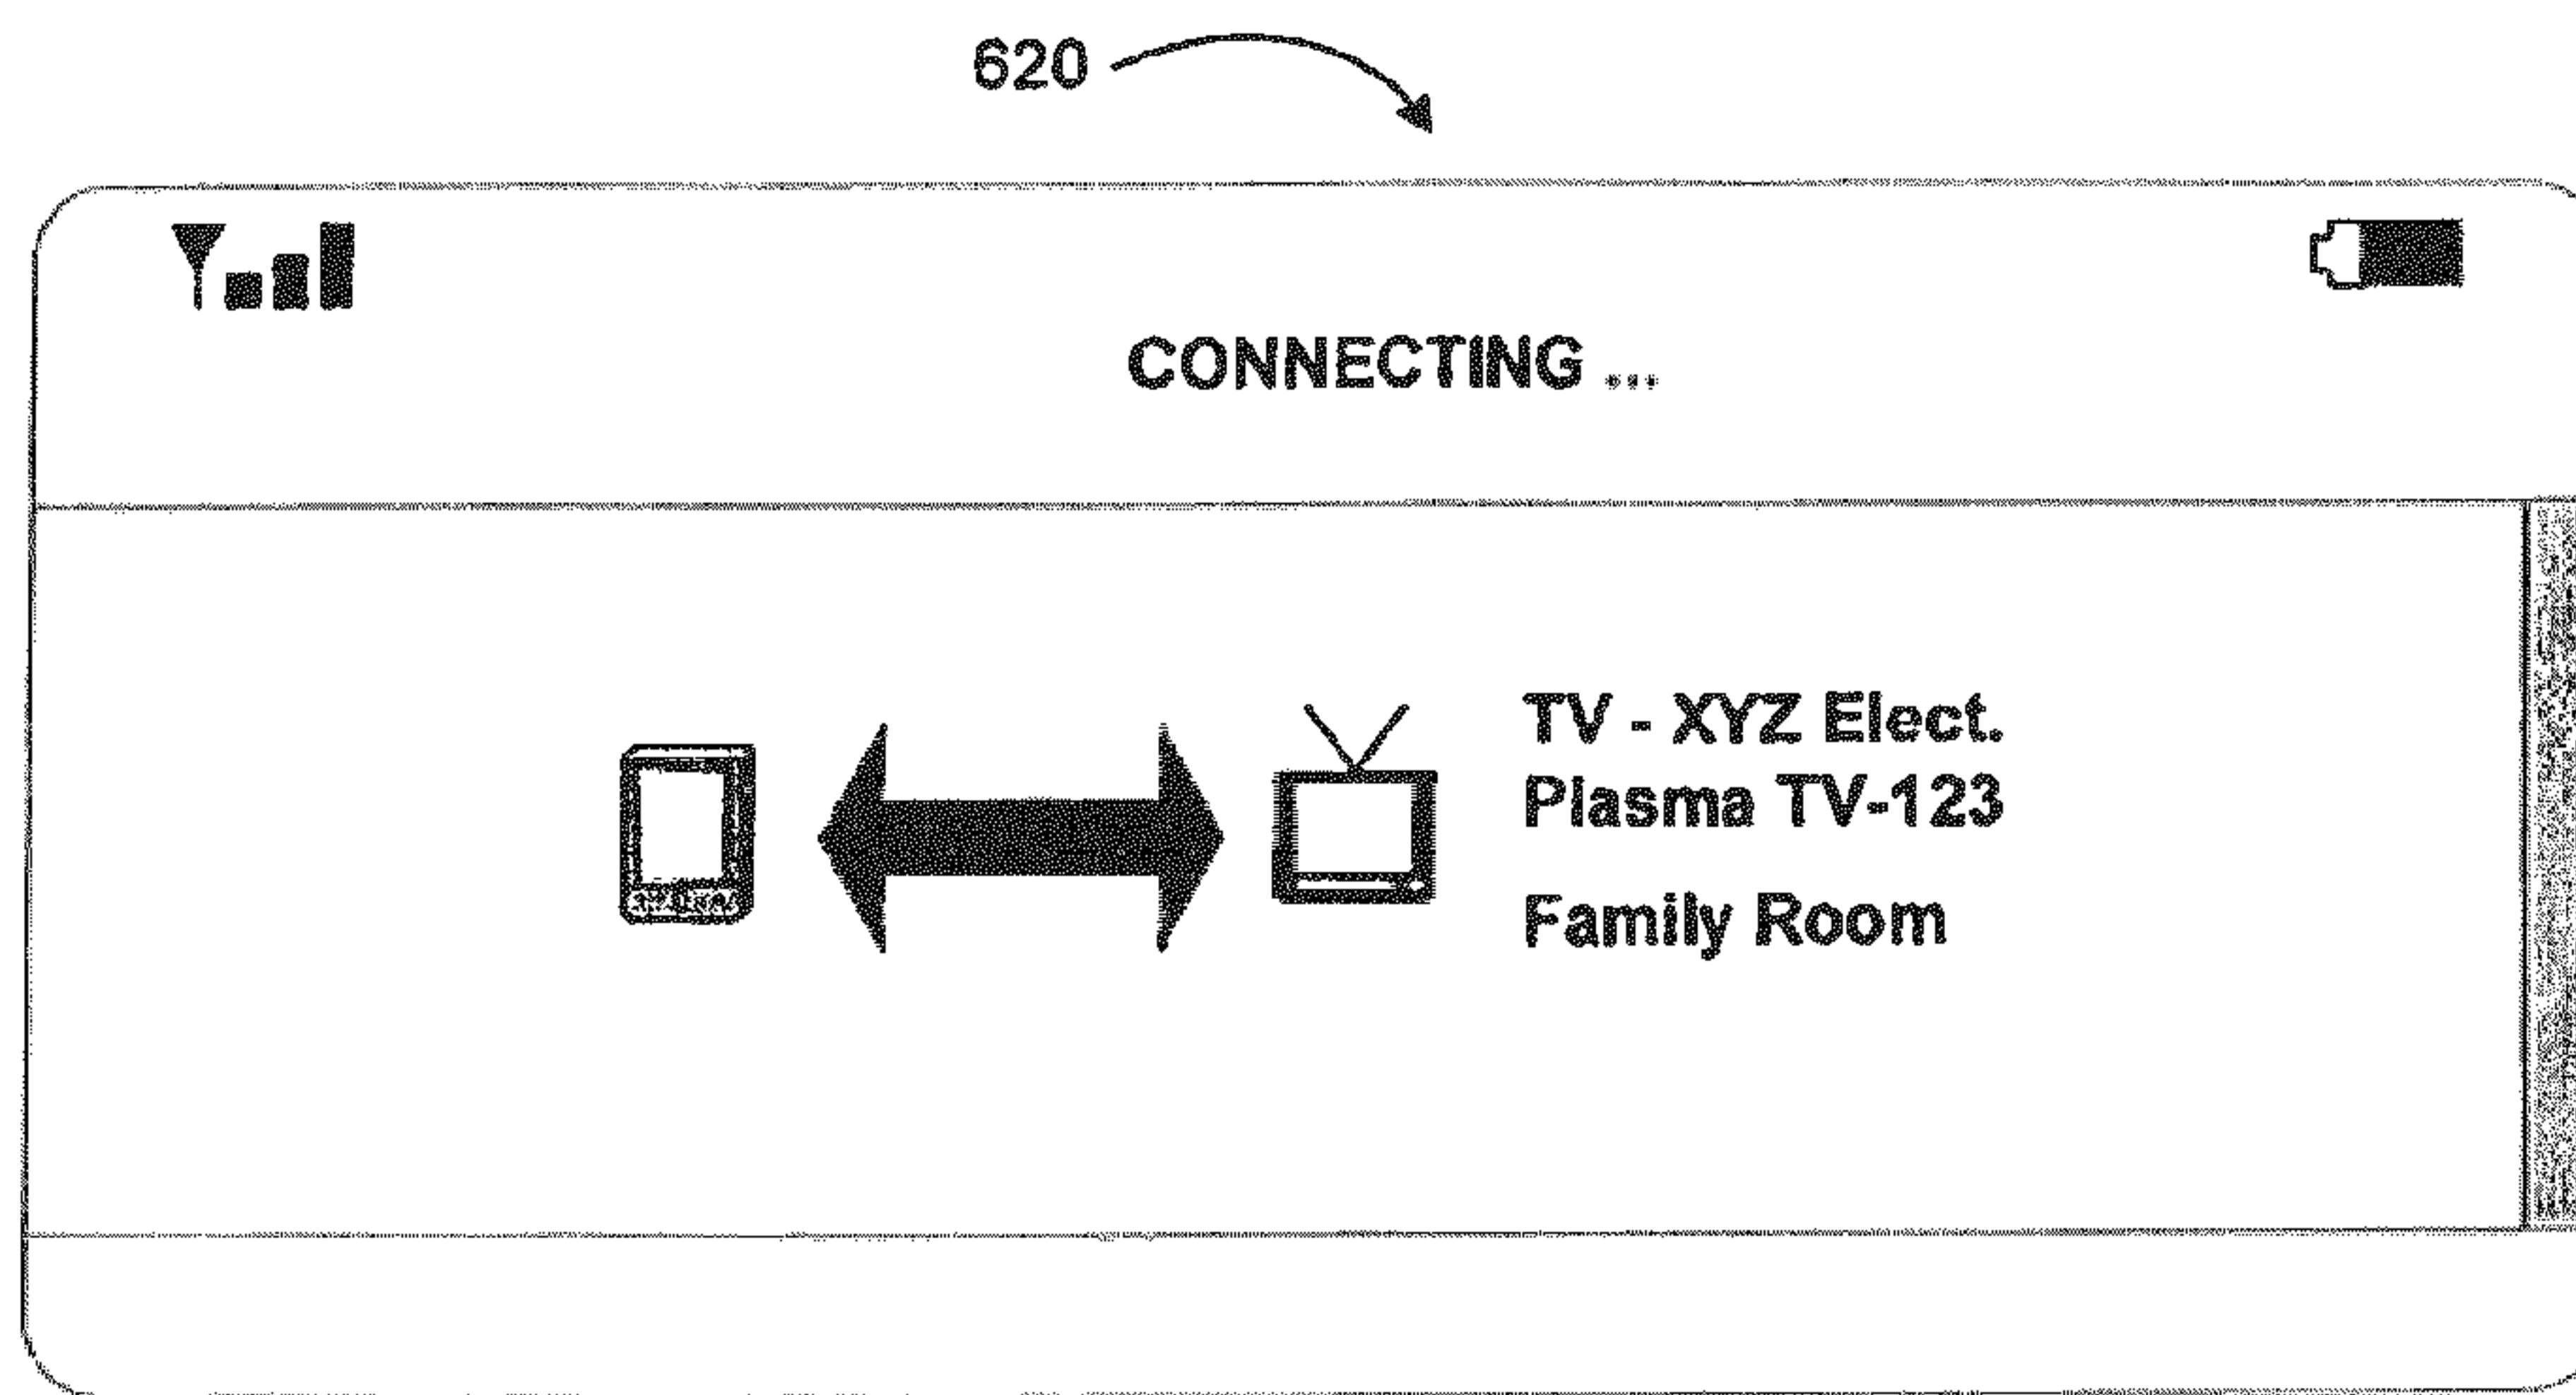 620
CONNECTING ...
TV - XYZ Elect.
Plasma TV-123
Family Room